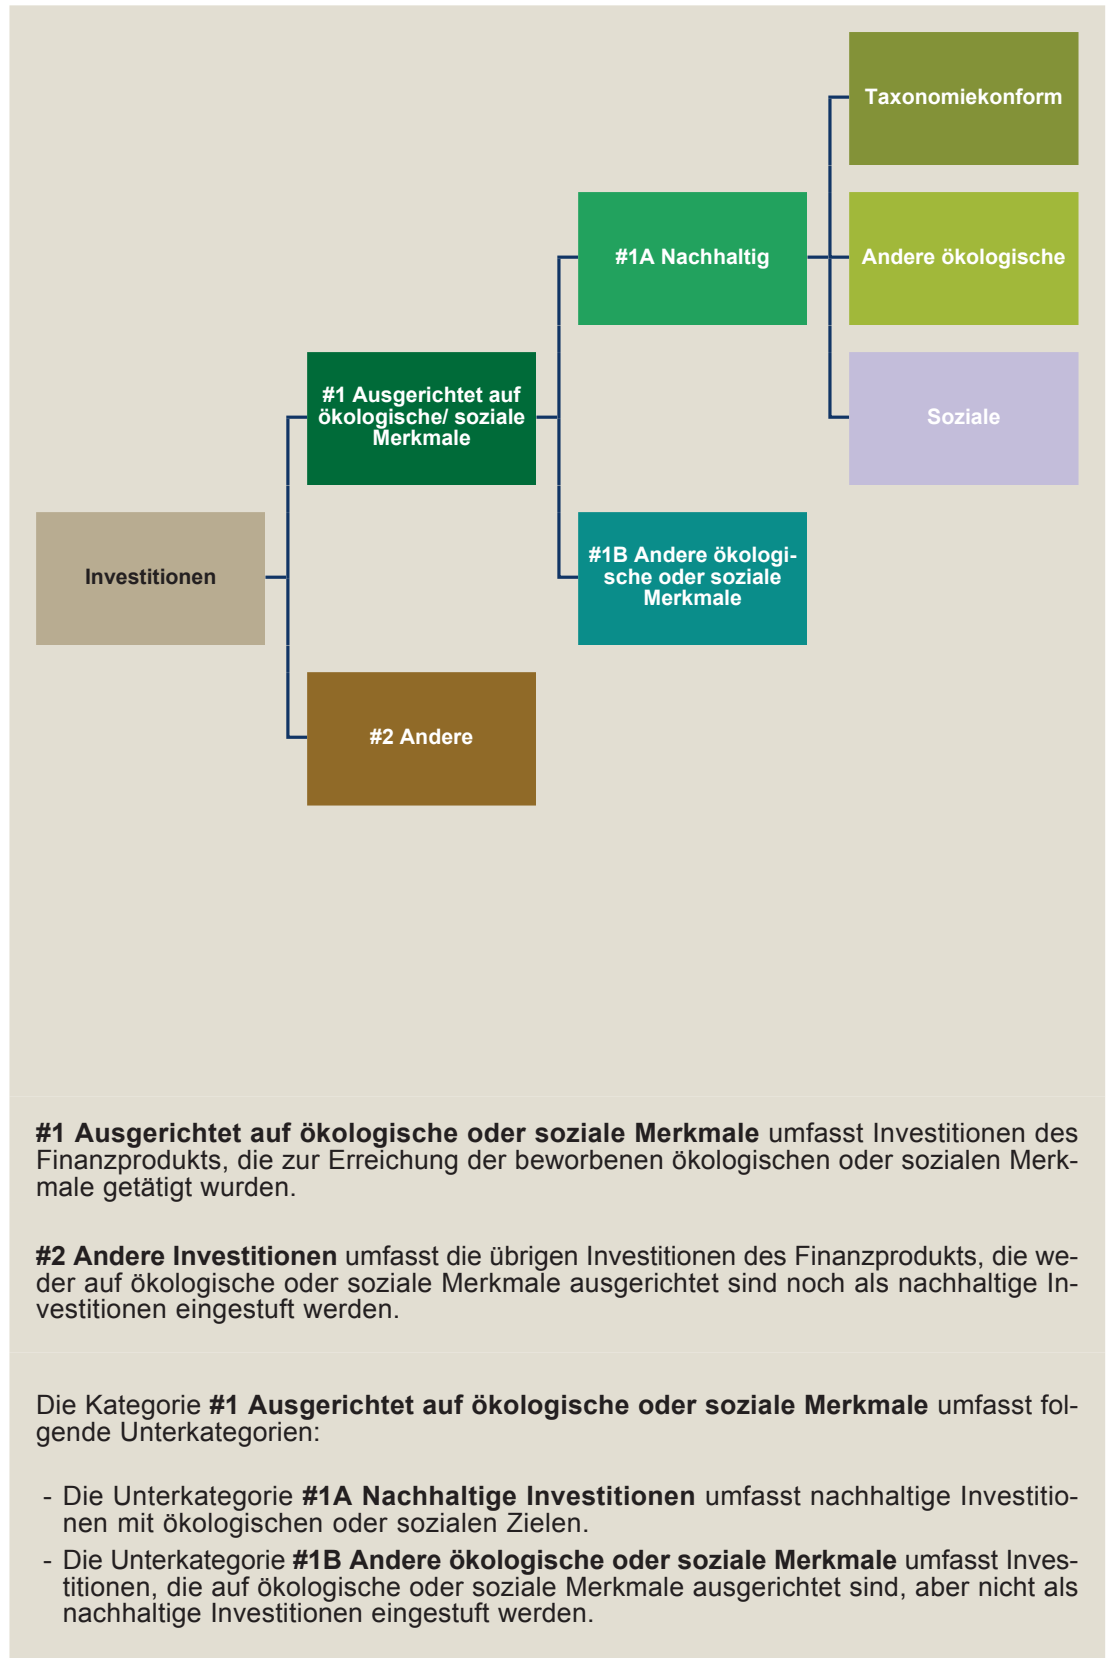 Taxonomiekonform
#1A Nachhaltig
Andere ökologische
#1 Ausgerichtet auf
ökologische/ soziale
Merkmale
Soziale
Investitionen
#1B Andere ökologi-
sche oder soziale
Merkmale
#2 Andere
#1 Ausgerichtet auf ökologische oder soziale Merkmale umfasst Investitionen des
Finanzprodukts, die zur Erreichung der beworbenen ökologischen oder sozialen Merk-
male getätigt wurden.
#2 Andere Investitionen umfasst die übrigen Investitionen des Finanzprodukts, die we-
der auf ökologische oder soziale Merkmale ausgerichtet sind noch als nachhaltige In-
vestitionen eingestuft werden.
Die Kategorie #1 Ausgerichtet auf ökologische oder soziale Merkmale umfasst fol-
gende Unterkategorien:
- Die Unterkategorie #1A Nachhaltige Investitionen umfasst nachhaltige Investitio-
nen mit ökologischen oder sozialen Zielen.
- Die Unterkategorie #1B Andere ökologische oder soziale Merkmale umfasst Inves-
titionen, die auf ökologische oder soziale Merkmale ausgerichtet sind, aber nicht als
nachhaltige Investitionen eingestuft werden.